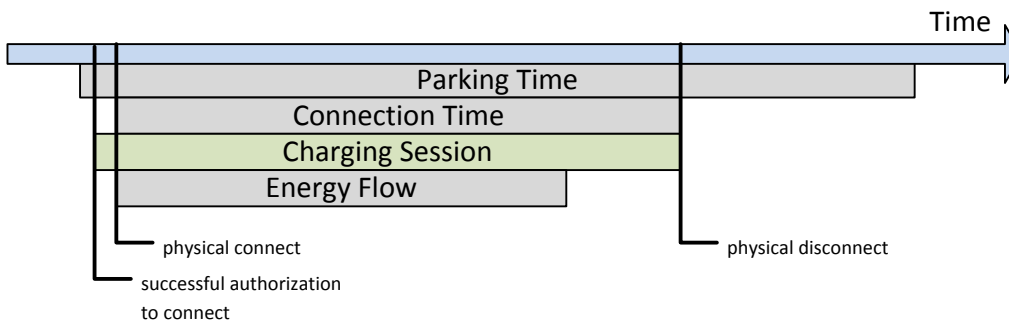 Time
Parking Time
Connection Time
Charging Session
Energy Flow
physical connect
physical disconnect
successful authorization
to connect